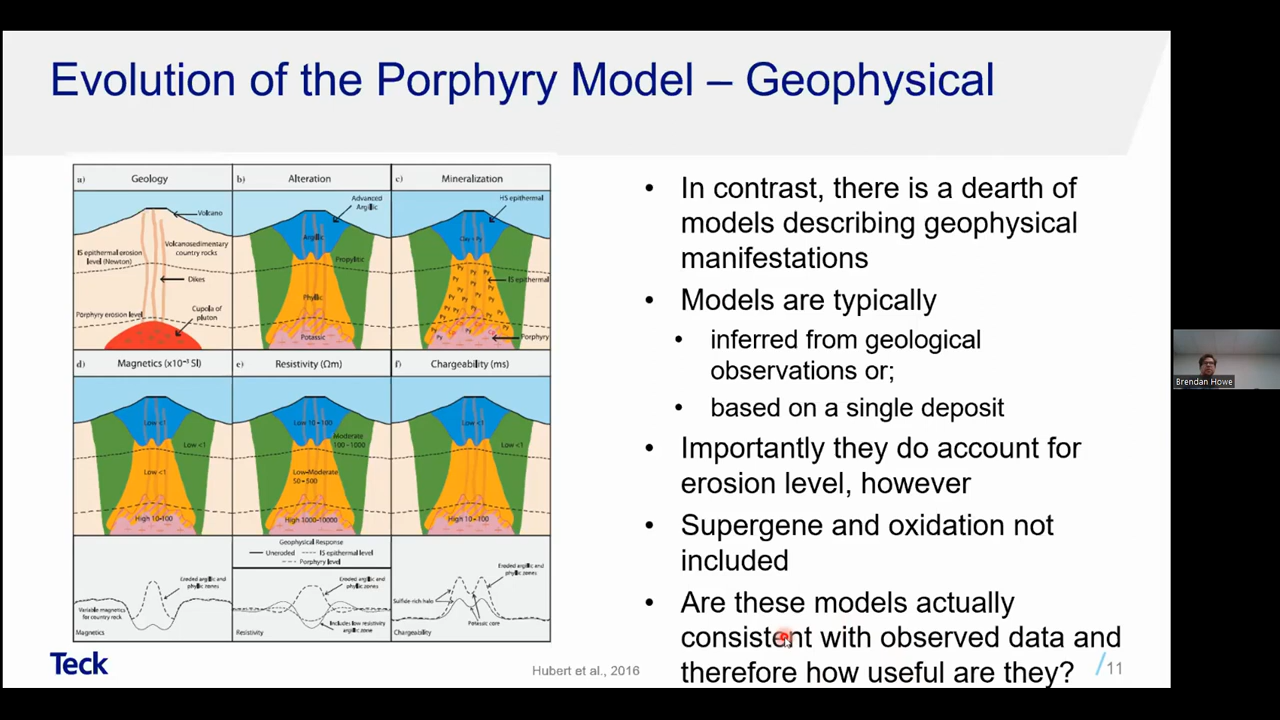 Evolution of the Porphyry Model – Geophysical
a) Geology
b) Alteration
c) Mineralization
Volcano
IS epithermal erosion
level (Newton)
Volcanosedimentary
country rocks
Dikes
Porphyry erosion level
Cupola of
pluton
Advanced
Argillic
Argillic
Propylitic
Phyllic
Potassic
HS epithermal
Clay + Py
IS epithermal
Porphyry
d) Magnetics (x10⁻³ SI)
e) Resistivity (Ωm)
f) Chargeability (ms)
Low <1
Low <1
Low <1
High 10-100
Low 10-100
Moderate
100-1000
Low-Moderate
50-500
High 1000-10000
Low <1
High 10-100
Eroded argillic and
phyllic zones
Variable magnetics
for country rock
Magnetics
Geophysical Response
Uneroded
IS epithermal level
Porphyry level
Eroded argillic and
phyllic zones
Includes low resistivity
argillic zone
Resistivity
Eroded argillic and
phyllic zones
Sulfide-rich halo
Potassic core
Chargeability
• In contrast, there is a dearth of
models describing geophysical
manifestations
• Models are typically
• inferred from geological
observations or;
• based on a single deposit
• Importantly they do account for
erosion level, however
• Supergene and oxidation not
included
• Are these models actually
consistent with observed data and
therefore how useful are they?
Teck
Hubert et al., 2016
/11
Brendan Howe